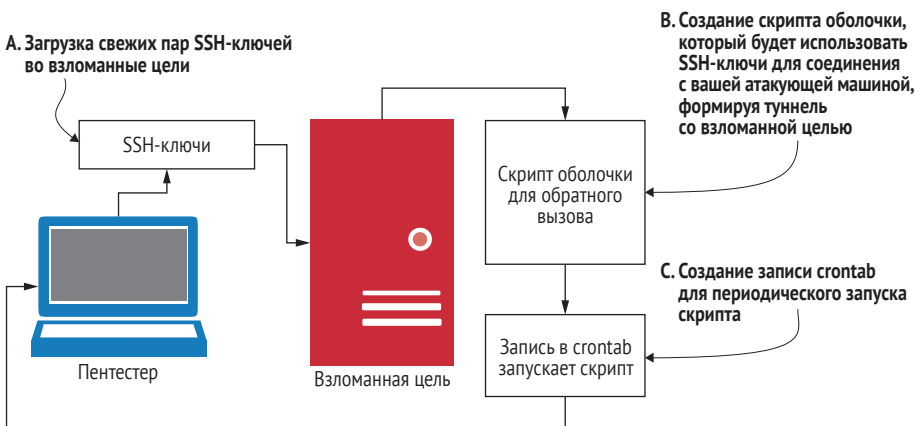 А. Загрузка свежих пар SSH-ключей
во взломанные цели
SSH-ключи
Пентестер
Взломанная цель
B. Создание скрипта оболочки,
который будет использовать
SSH-ключи для соединения
с вашей атакующей машиной,
формируя туннель
со взломанной целью
Скрипт оболочки
для обратного
вызова
C. Создание записи crontab
для периодического запуска
скрипта
Запись в crontab
запускает скрипт